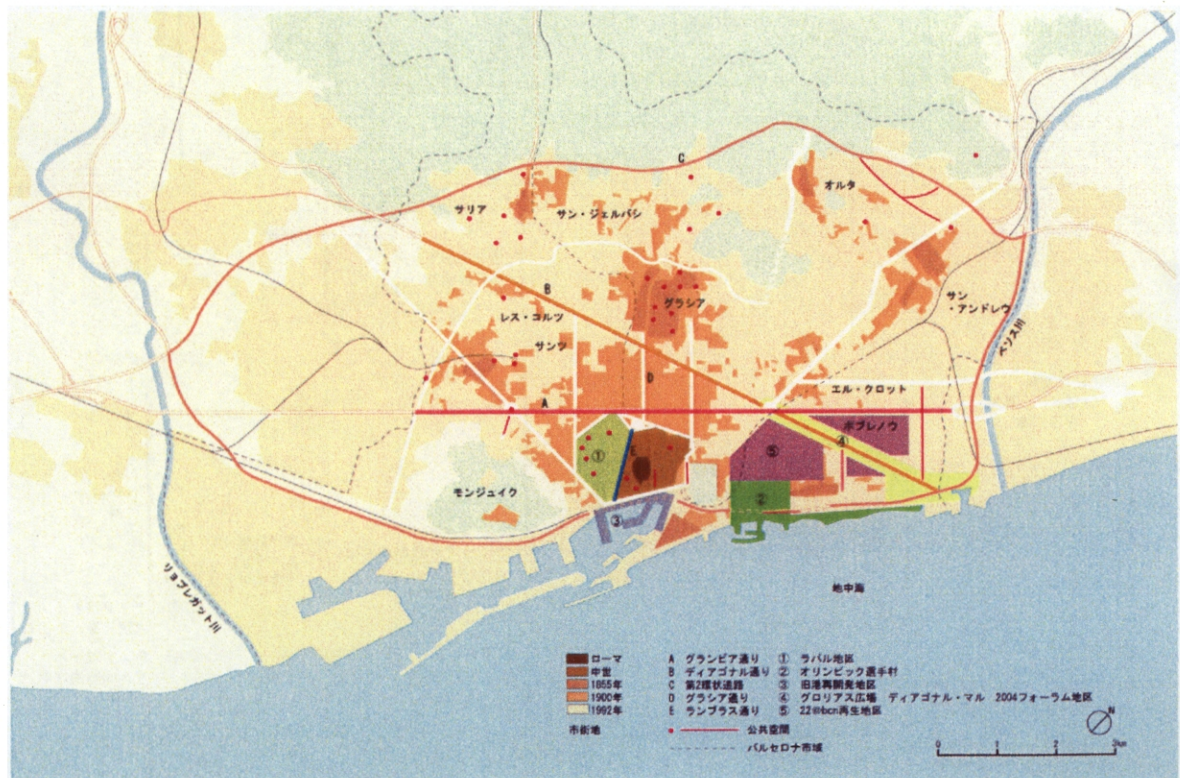 C
オルタ
サリア
サン・ジェルバシ
B
グラシア
サン
・アンドレウ
レス・コルツ
サンツ
ベソス川
D
エル・クロット
A
ポブレノウ
④
E
①
⑤
モンジュイク
②
③
リョブレガット川
地中海
ローマ
中世
1855年
1900年
1992年
市街地
A グランビア通り
B ディアゴナル通り
C 第2環状道路
D グラシア通り
E ランブラス通り
① ラバル地区
② オリンピック選手村
③ 旧港再開発地区
④ グロリアス広場 ディアゴナル・マル 2004フォーラム地区
⑤ 22@bcn再生地区
公共空間
バルセロナ市域
N
0 1 2 3km